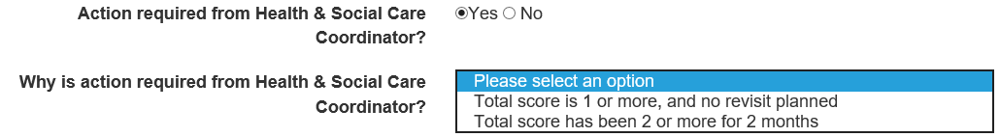 Action required from Health & Social Care
Coordinator?
Yes No
Why is action required from Health & Social Care
Coordinator?
Please select an option
Total score is 1 or more, and no revisit planned
Total score has been 2 or more for 2 months